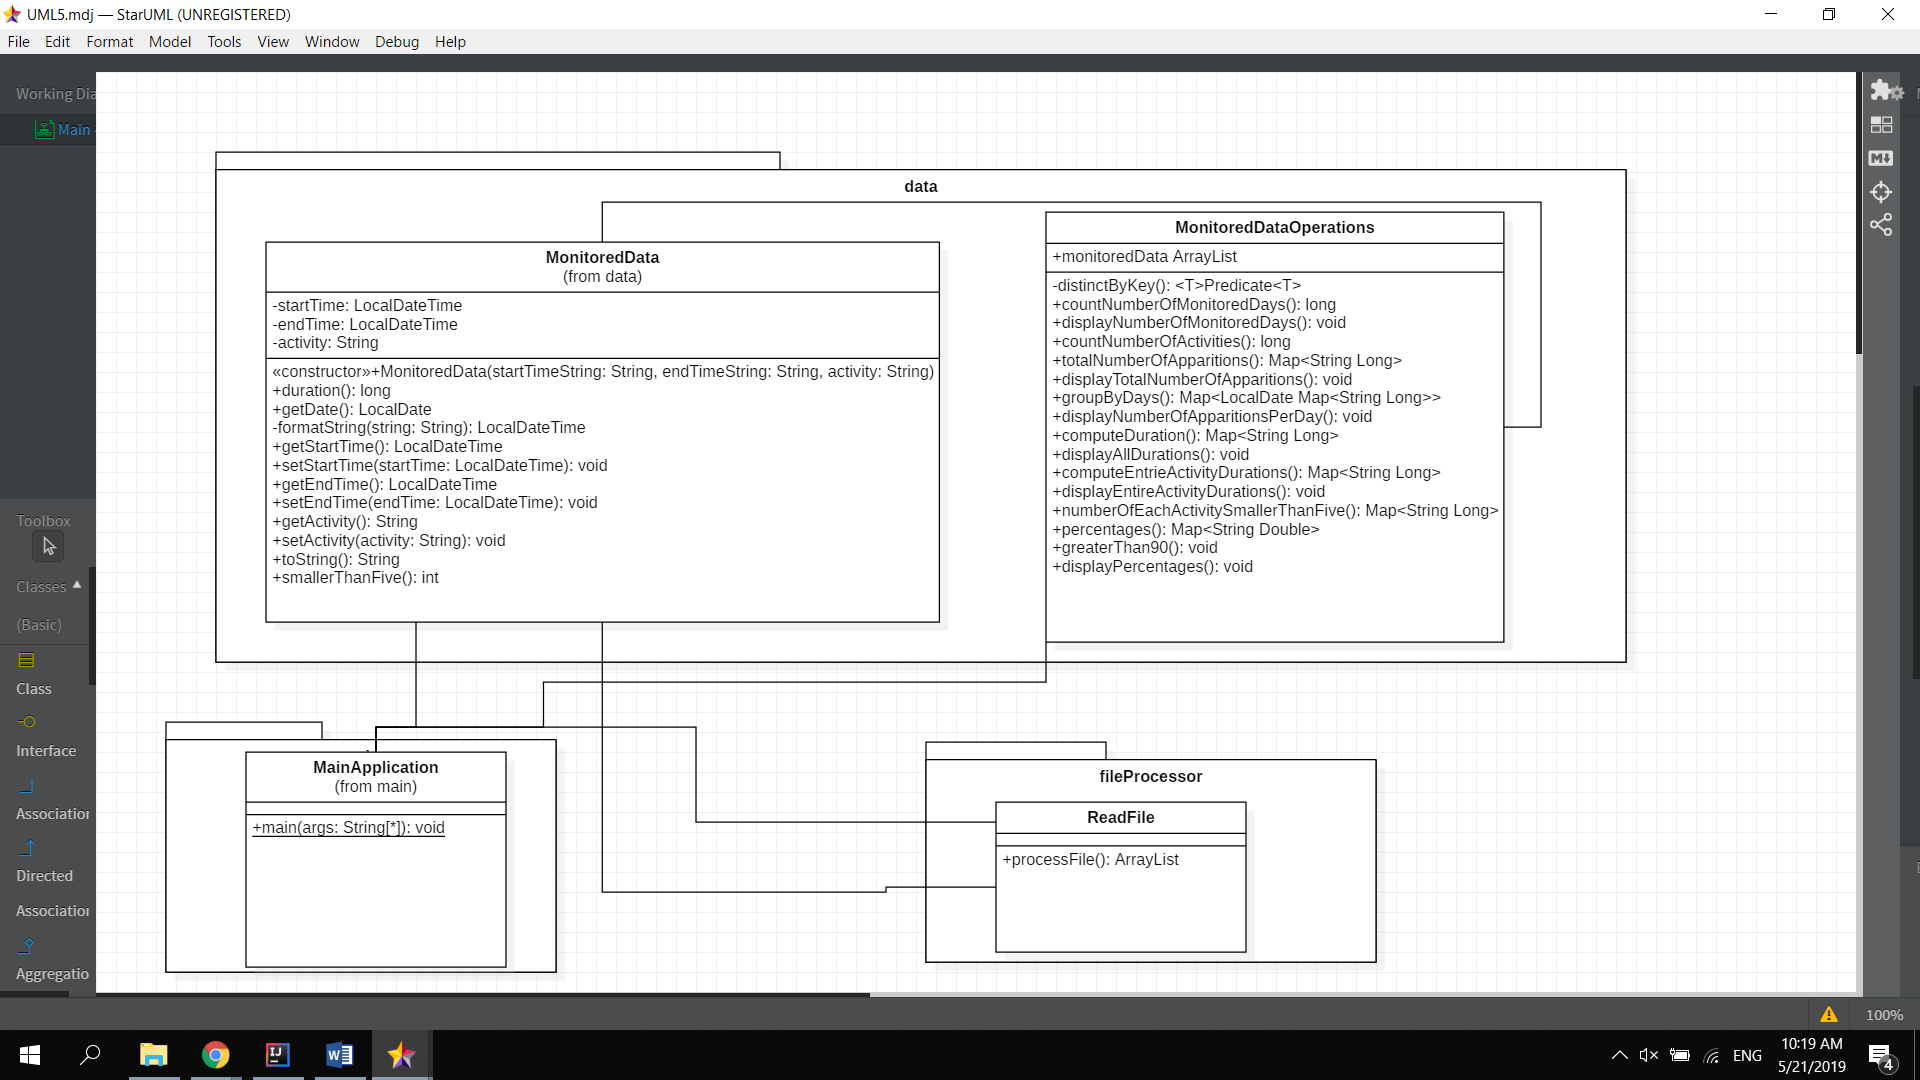 UML5.mdj — StarUML (UNREGISTERED)
File Edit Format Model Tools View Window Debug Help
Working Dia
Main
data
MonitoredData
(from data)
-startTime: LocalDateTime
-endTime: LocalDateTime
-activity: String
«constructor»+MonitoredData(startTimeString: String, endTimeString: String, activity: String)
+duration(): long
+getDate(): LocalDate
-formatString(string: String): LocalDateTime
+getStartTime(): LocalDateTime
+setStartTime(startTime: LocalDateTime): void
+getEndTime(): LocalDateTime
+setEndTime(endTime: LocalDateTime): void
+getActivity(): String
+setActivity(activity: String): void
+toString(): String
+smallerThanFive(): int
MonitoredDataOperations
+monitoredData ArrayList
-distinctByKey(): <T>Predicate<T>
+countNumberOfMonitoredDays(): long
+displayNumberOfMonitoredDays(): void
+countNumberOfActivities(): long
+totalNumberOfApparitions(): Map<String Long>
+displayTotalNumberOfApparitions(): void
+groupByDays(): Map<LocalDate Map<String Long>>
+displayNumberOfApparitionsPerDay(): void
+computeDuration(): Map<String Long>
+displayAllDurations(): void
+computeEntrieActivityDurations(): Map<String Long>
+displayEntireActivityDurations(): void
+numberOfEachActivitySmallerThanFive(): Map<String Long>
+percentages(): Map<String Double>
+greaterThan90(): void
+displayPercentages(): void
Toolbox
Classes
(Basic)
Class
Interface
Association
Directed
Association
Aggregatio
MainApplication
(from main)
+main(args: String[*]): void
fileProcessor
ReadFile
+processFile(): ArrayList
M
100%
10:19 AM
ENG
5/21/2019
4